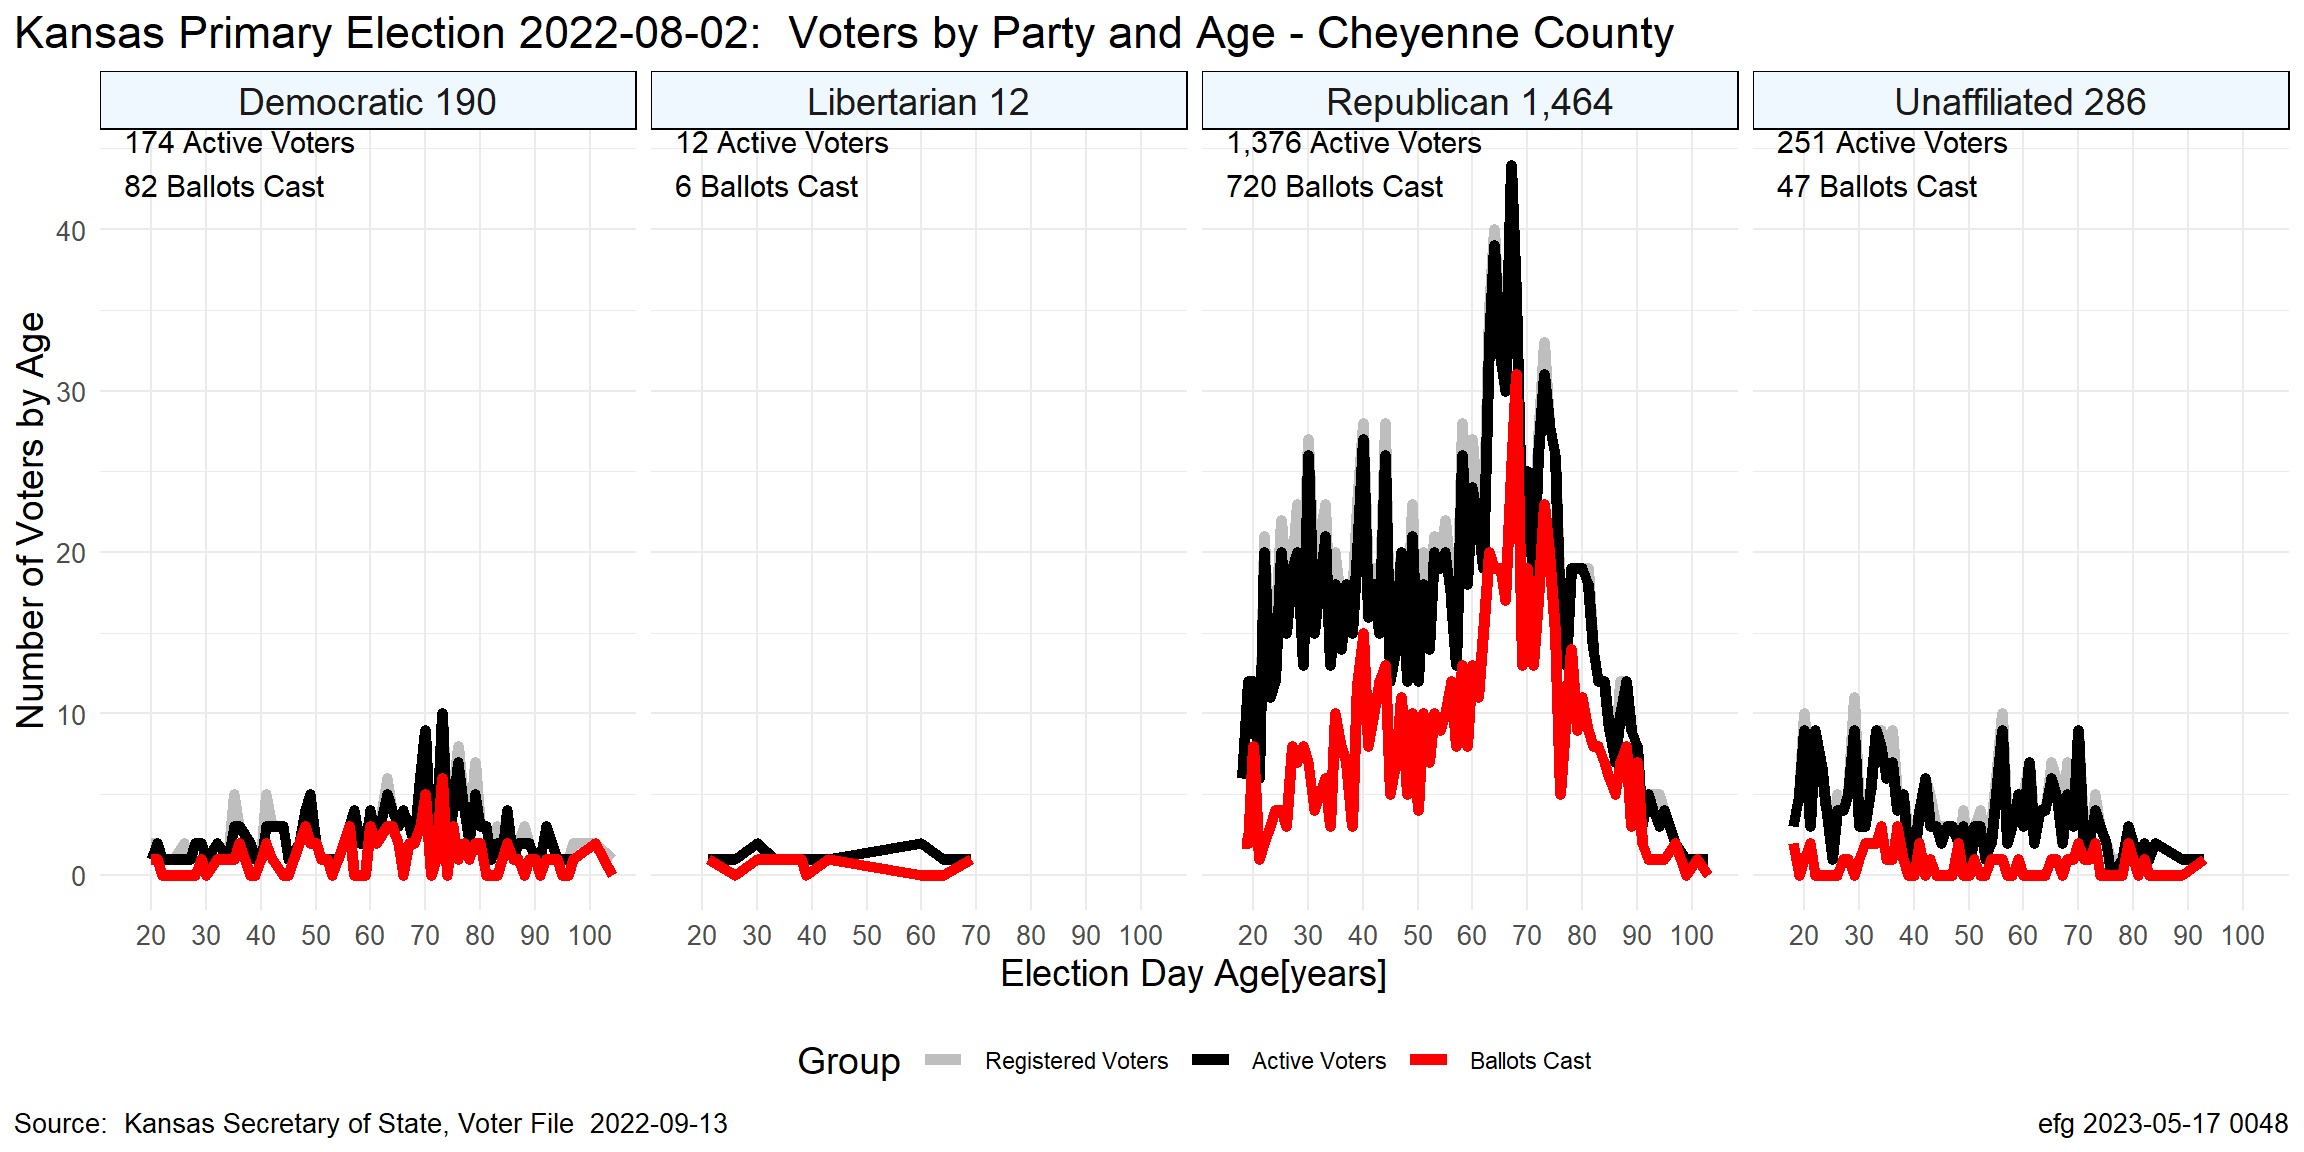 Kansas Primary Election 2022-08-02:  Voters by Party and Age - Cheyenne County
Democratic 190
Libertarian 12
Republican 1,464
Unaffiliated 286
174 Active Voters
82 Ballots Cast
12 Active Voters
6 Ballots Cast
1,376 Active Voters
720 Ballots Cast
251 Active Voters
47 Ballots Cast
Number of Voters by Age
40
30
20
10
0
20 30 40 50 60 70 80 90 100
20 30 40 50 60 70 80 90 100
20 30 40 50 60 70 80 90 100
20 30 40 50 60 70 80 90 100
Election Day Age[years]
Group Registered Voters Active Voters Ballots Cast
Source:  Kansas Secretary of State, Voter File  2022-09-13
efg 2023-05-17 0048